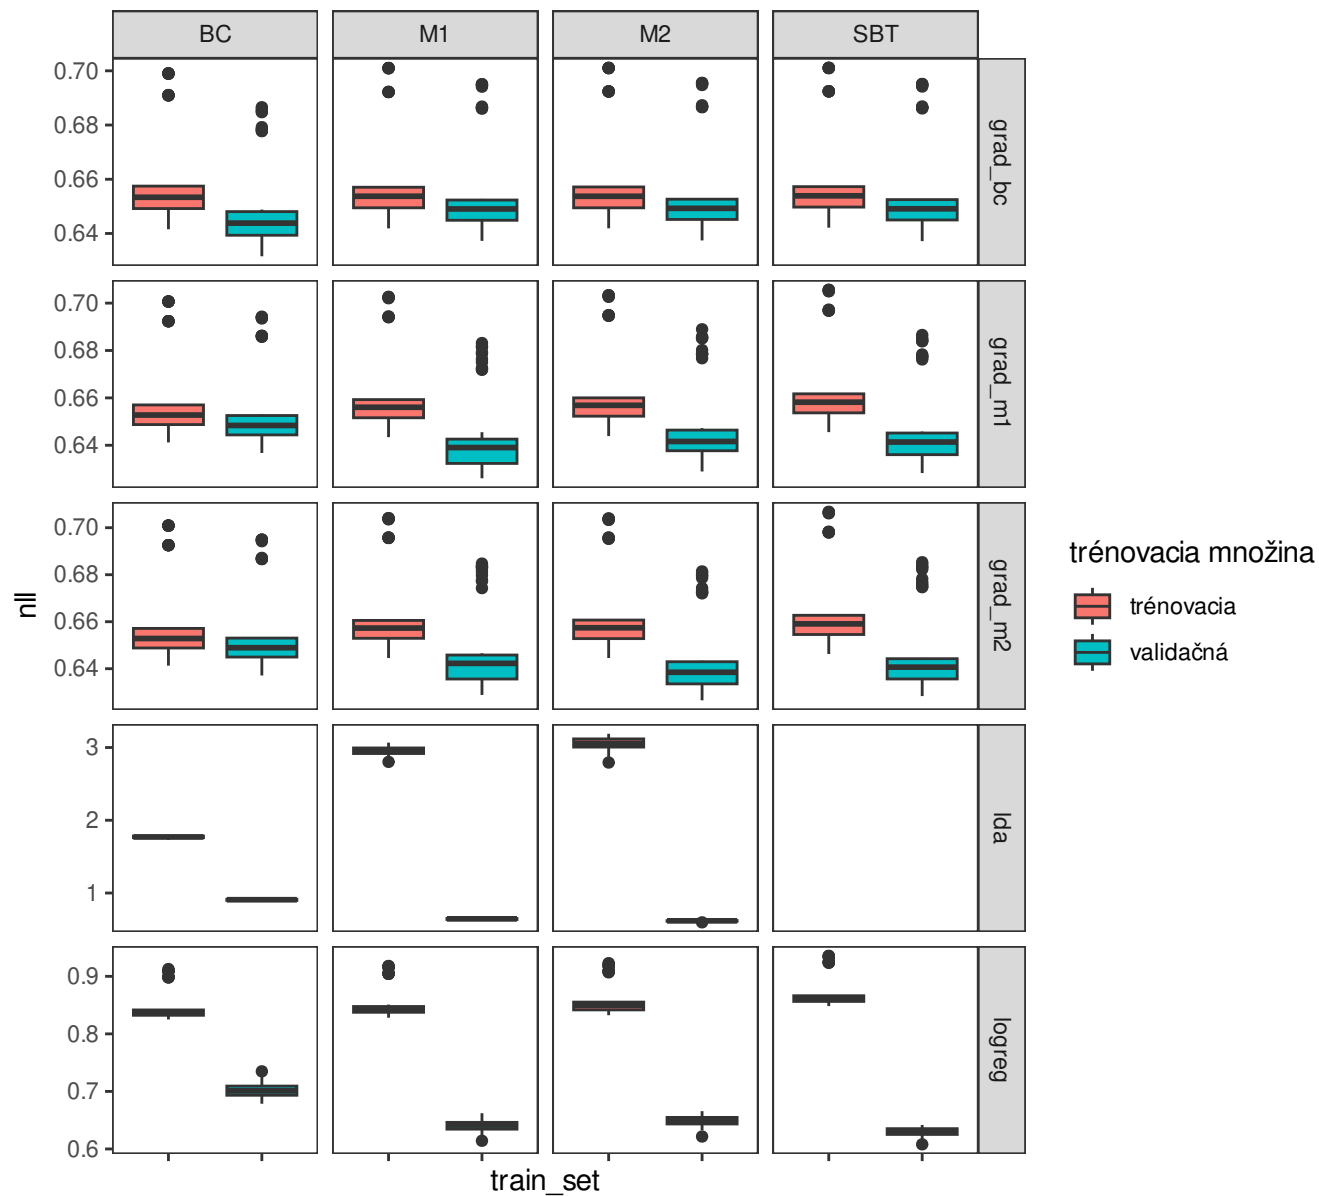 BC M1 M2 SBT
0.70
0.68
0.66
0.64
grad_bc
0.70
0.68
0.66
0.64
grad_m1
0.70
0.68
0.66
0.64
grad_m2
3
2
1
lda
0.9
0.8
0.7
0.6
logreg
nll
train_set
trénovacia množina
trénovacia
validačná